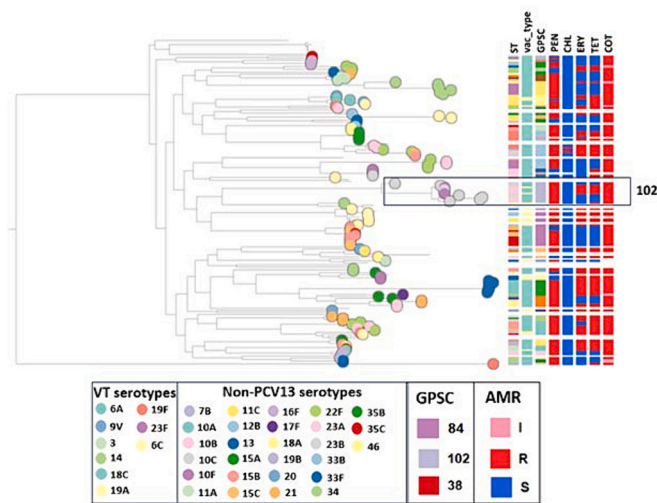 ST vac_type GPSC PEN CHL ERY TET COT
102
VT serotypes Non-PCV13 serotypes GPSC AMR
6A 19F 7B 11C 16F 22F 35B 84 I
9V 23F 10A 12B 17F 23A 35C 102 R
3 6C 10B 13 18A 23B 46 38 S
14 10C 15A 19B 33B
18C 10F 15B 20 33F
19A 11A 15C 21 34